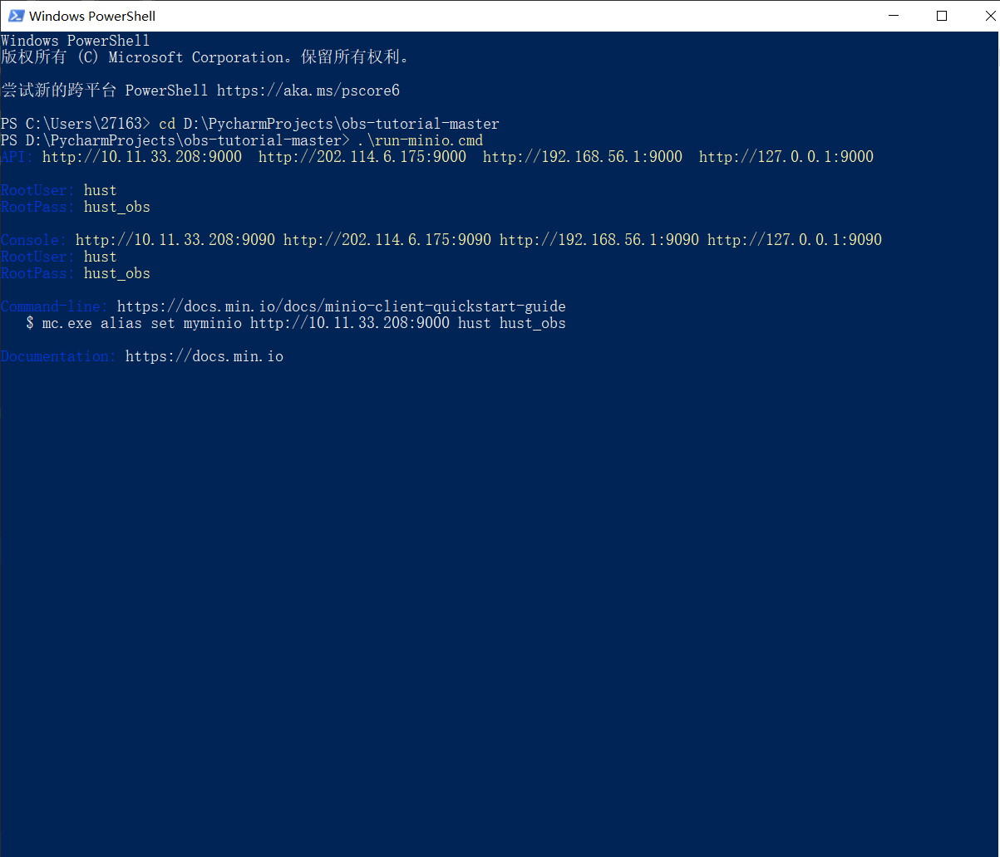 Windows PowerShell
Windows PowerShell
版权所有 (C) Microsoft Corporation。保留所有权利。
尝试新的跨平台 PowerShell https://aka.ms/pscore6
PS C:\Users\27163> cd D:\PycharmProjects\obs-tutorial-master
PS D:\PycharmProjects\obs-tutorial-master> .\run-minio.cmd
API: http://10.11.33.208:9000  http://202.114.6.175:9000  http://192.168.56.1:9000  http://127.0.0.1:9000
RootUser: hust
RootPass: hust_obs
Console: http://10.11.33.208:9090 http://202.114.6.175:9090 http://192.168.56.1:9090 http://127.0.0.1:9090
RootUser: hust
RootPass: hust_obs
Command-line: https://docs.min.io/docs/minio-client-quickstart-guide
   $ mc.exe alias set myminio http://10.11.33.208:9000 hust hust_obs
Documentation: https://docs.min.io